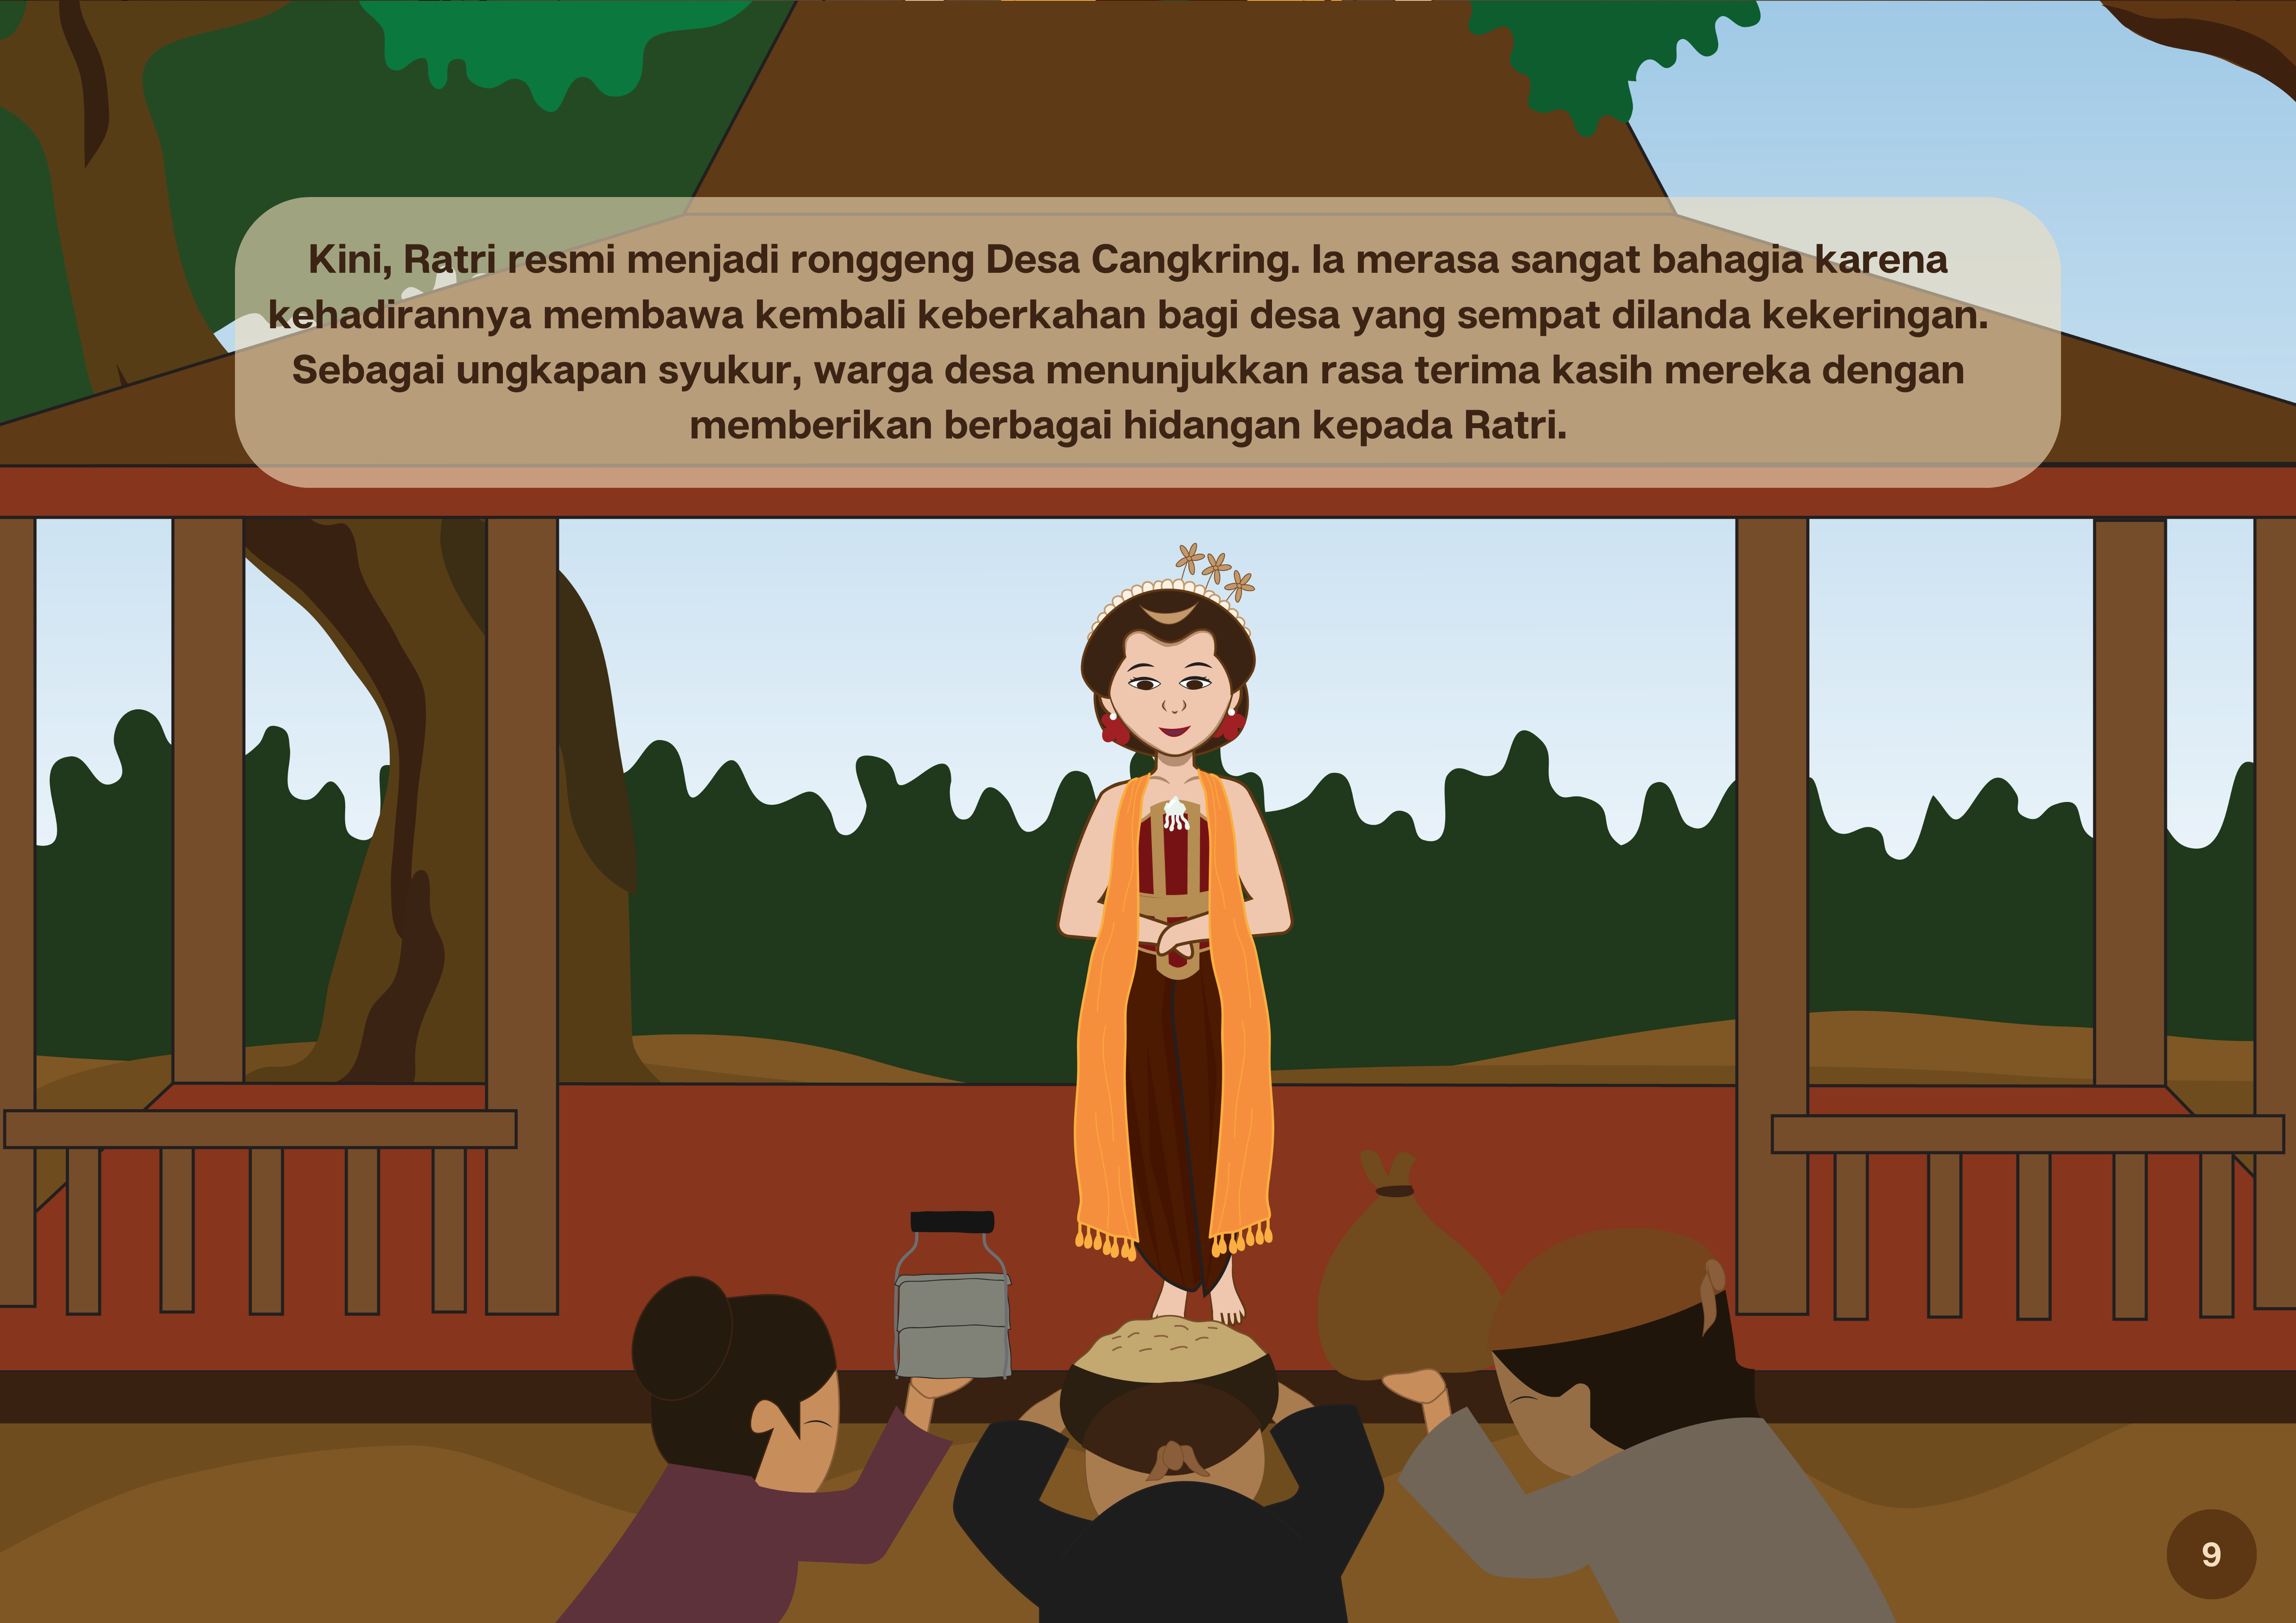 Kini, Ratri resmi menjadi ronggeng Desa Cangkring. Ia merasa sangat bahagia karena
kehadirannya membawa kembali keberkahan bagi desa yang sempat dilanda kekeringan.
Sebagai ungkapan syukur, warga desa menunjukkan rasa terima kasih mereka dengan
memberikan berbagai hidangan kepada Ratri.
9